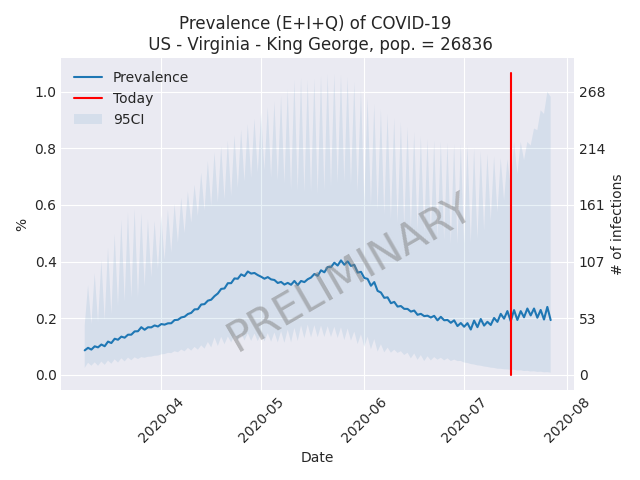 Prevalence (E+I+Q) of COVID-19
US - Virginia - King George, pop. = 26836
Prevalence
Today
95CI
1.0
0.8
0.6
0.4
0.2
0.0
%
268
214
161
107
53
0
# of infections
PRELIMINARY
2020-04
2020-05
2020-06
2020-07
2020-08
Date